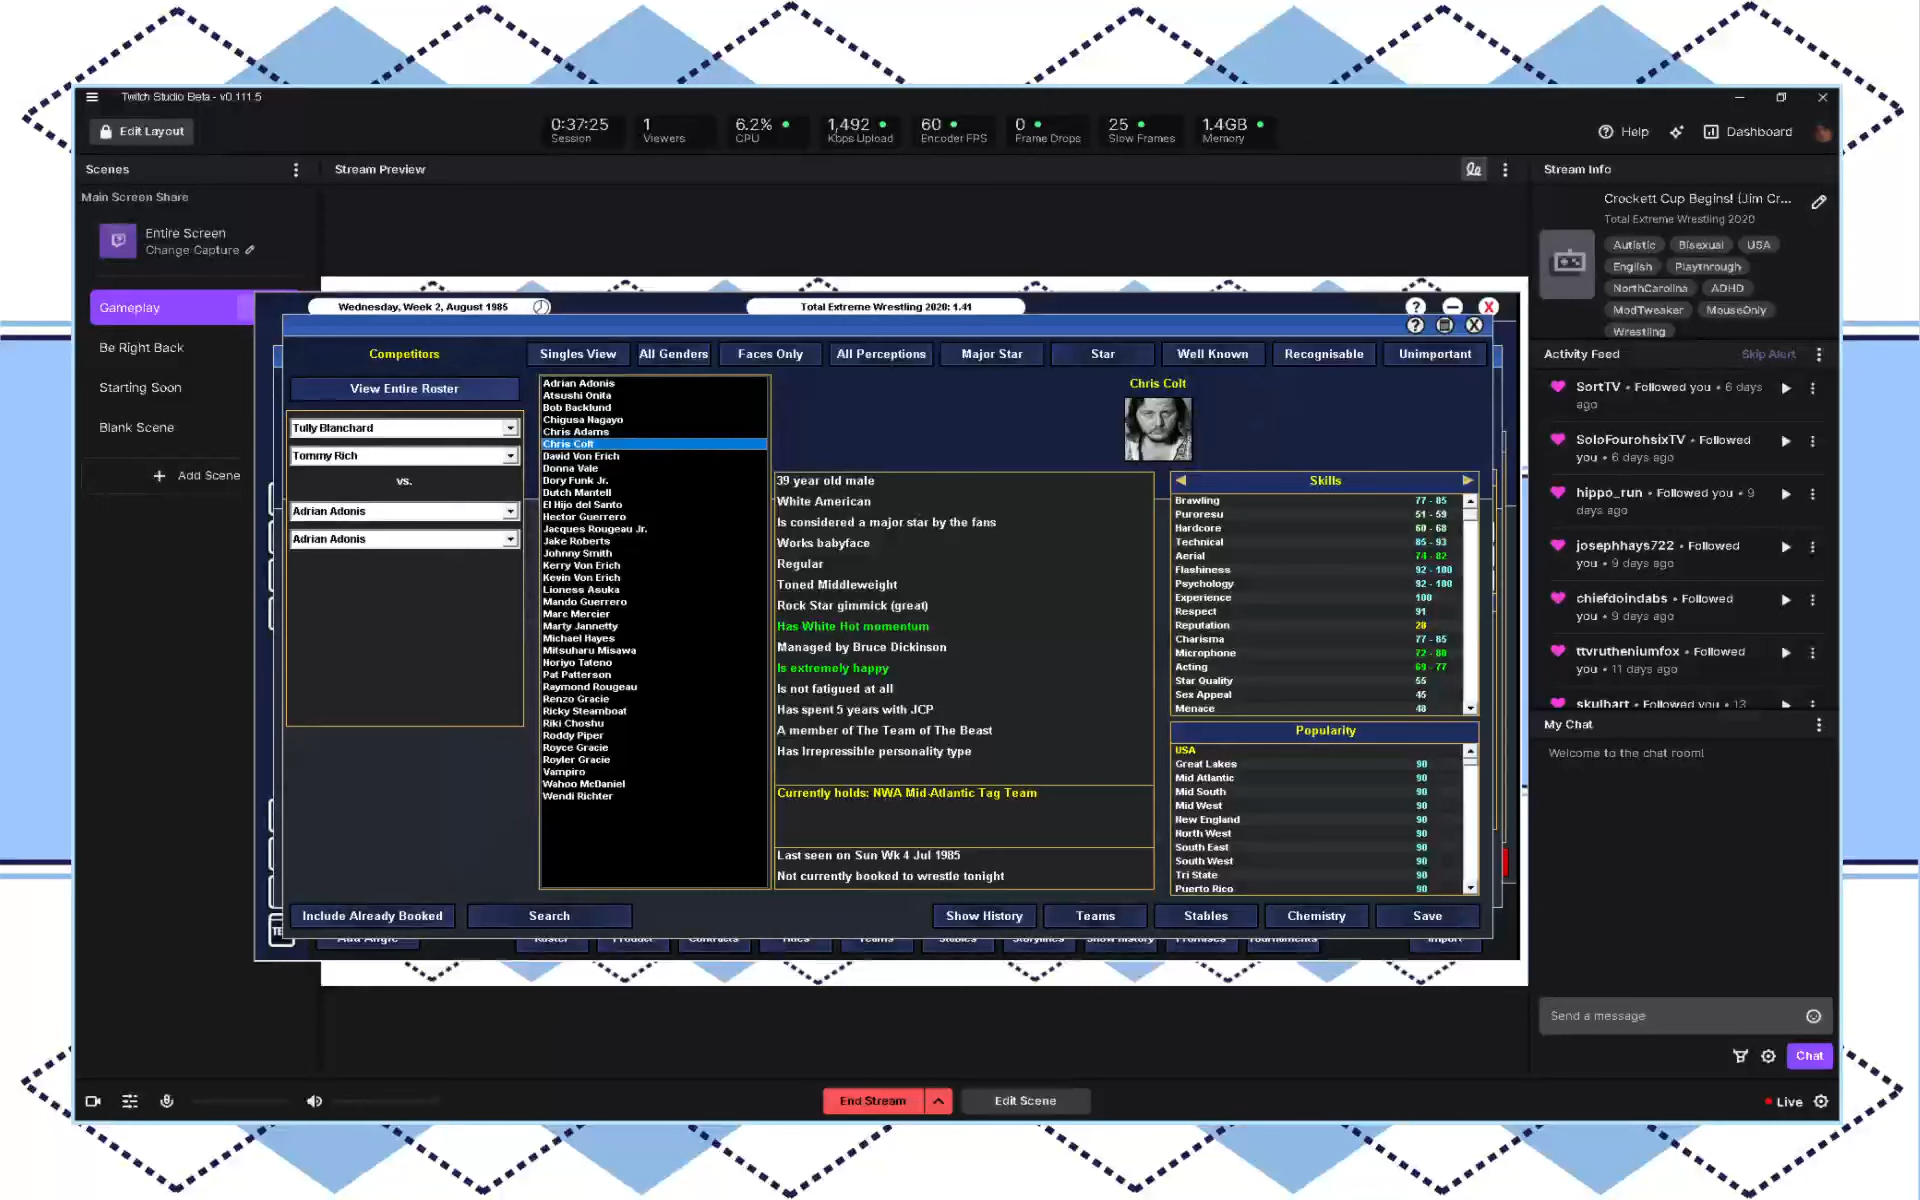 Twitch Studio Beta - v0.111.5
Edit Layout
0:37:25 Session
1 Viewers
6.2% CPU
1,492 Kbps Upload
60 Encoder FPS
0 Frame Drops
25 Slow Frames
1.4GB Memory
Help
Dashboard
Scenes
Stream Preview
Stream Info
Main Screen Share
Entire Screen
Change Capture
Gameplay
Be Right Back
Starting Soon
Blank Scene
+ Add Scene
Crockett Cup Begins! (Jim Cr...
Total Extreme Wrestling 2020
Autistic Bisexual USA
English Playthrough
NorthCarolina ADHD
ModTweaker MouseOnly
Wrestling
Activity Feed
Skip Alert
SortTV • Followed you • 6 days
ago
SoloFourohsixTV • Followed
you • 6 days ago
hippo_run • Followed you • 9
days ago
josephhays722 • Followed
you • 9 days ago
chiefdoindabs • Followed
you • 9 days ago
ttvrutheniumfox • Followed
you • 11 days ago
skulbart • Followed you • 13
My Chat
Welcome to the chat room!
Send a message
Chat
Wednesday, Week 2, August 1985
Total Extreme Wrestling 2020: 1.41
Competitors
Singles View
All Genders
Faces Only
All Perceptions
Major Star
Star
Well Known
Recognisable
Unimportant
View Entire Roster
Tully Blanchard
Tommy Rich
vs.
Adrian Adonis
Adrian Adonis
Adrian Adonis
Atsushi Onita
Bob Backlund
Chigusa Nagayo
Chris Adams
Chris Colt
David Von Erich
Donna Vale
Dory Funk Jr.
Dutch Mantell
El Hijo del Santo
Hector Guerrero
Jacques Rougeau Jr.
Jake Roberts
Johnny Smith
Kerry Von Erich
Kevin Von Erich
Lioness Asuka
Mando Guerrero
Marc Mercier
Marty Jannetty
Michael Hayes
Mitsuharu Misawa
Noriyo Tateno
Pat Patterson
Raymond Rougeau
Renzo Gracie
Ricky Steamboat
Riki Choshu
Roddy Piper
Royce Gracie
Royler Gracie
Vampiro
Wahoo McDaniel
Wendi Richter
Chris Colt
39 year old male
White American
Is considered a major star by the fans
Works babyface
Regular
Toned Middleweight
Rock Star gimmick (great)
Has White Hot momentum
Managed by Bruce Dickinson
Is extremely happy
Is not fatigued at all
Has spent 5 years with JCP
A member of The Team of The Beast
Has Irrepressible personality type
Currently holds: NWA Mid-Atlantic Tag Team
Last seen on Sun Wk 4 Jul 1985
Not currently booked to wrestle tonight
Skills
Brawling 77 - 85
Puroresu 51 - 59
Hardcore 60 - 68
Technical 85 - 93
Aerial 74 - 82
Flashiness 92 - 100
Psychology 92 - 100
Experience 100
Respect 91
Reputation 28
Charisma 77 - 85
Microphone 72 - 80
Acting 69 - 77
Star Quality 55
Sex Appeal 45
Menace 48
Popularity
USA
Great Lakes 90
Mid Atlantic 90
Mid South 90
Mid West 90
New England 90
North West 90
South East 90
South West 90
Tri State 90
Puerto Rico 90
Include Already Booked
Search
Show History
Teams
Stables
Chemistry
Save
Add Angle
Roster
Product
Contracts
Titles
Teams
Stables
Storylines
Show History
Promises
Tournaments
Import
End Stream
Edit Scene
Live